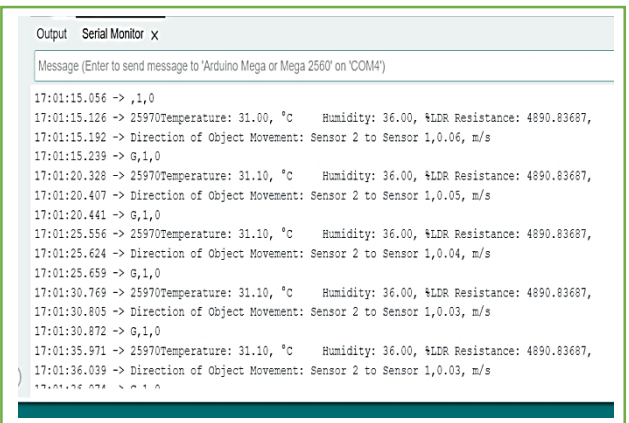 Output Serial Monitor x
Message (Enter to send message to 'Arduino Mega or Mega 2560' on 'COM4')
17:01:15.056 -> ,1,0
17:01:15.126 -> 25970Temperature: 31.00, °C Humidity: 36.00, %LDR Resistance: 4890.83687,
17:01:15.192 -> Direction of Object Movement: Sensor 2 to Sensor 1,0.06, m/s
17:01:15.239 -> G,1,0
17:01:20.328 -> 25970Temperature: 31.10, °C Humidity: 36.00, %LDR Resistance: 4890.83687,
17:01:20.407 -> Direction of Object Movement: Sensor 2 to Sensor 1,0.05, m/s
17:01:20.441 -> G,1,0
17:01:25.556 -> 25970Temperature: 31.10, °C Humidity: 36.00, %LDR Resistance: 4890.83687,
17:01:25.624 -> Direction of Object Movement: Sensor 2 to Sensor 1,0.04, m/s
17:01:25.659 -> G,1,0
17:01:30.769 -> 25970Temperature: 31.10, °C Humidity: 36.00, %LDR Resistance: 4890.83687,
17:01:30.805 -> Direction of Object Movement: Sensor 2 to Sensor 1,0.03, m/s
17:01:30.872 -> G,1,0
17:01:35.971 -> 25970Temperature: 31.10, °C Humidity: 36.00, %LDR Resistance: 4890.83687,
17:01:36.039 -> Direction of Object Movement: Sensor 2 to Sensor 1,0.03, m/s